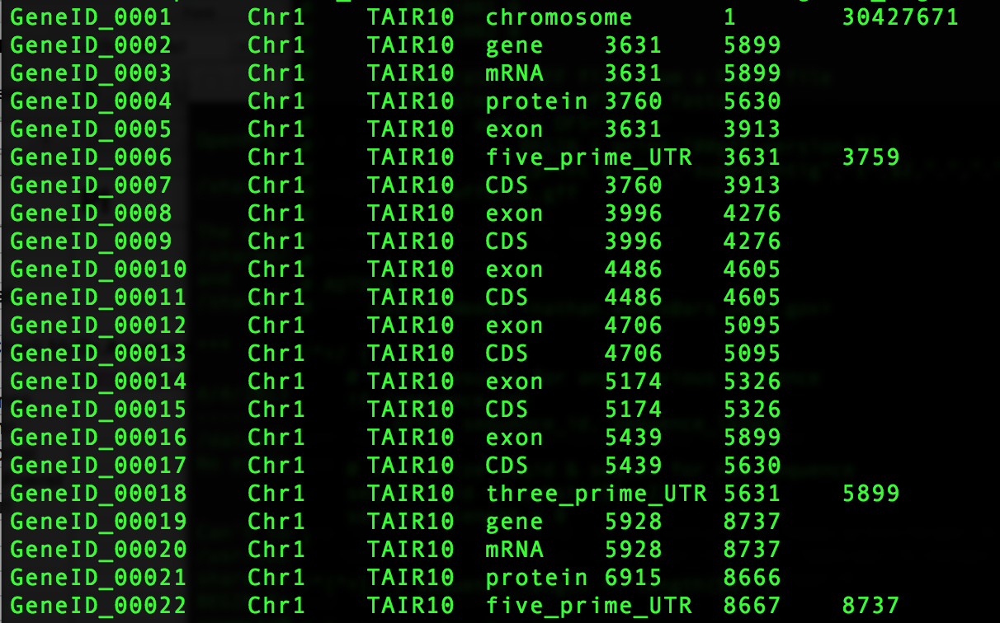 GeneID_0001 Chr1 TAIR10 chromosome 1 30427671
GeneID_0002 Chr1 TAIR10 gene 3631 5899
GeneID_0003 Chr1 TAIR10 mRNA 3631 5899
GeneID_0004 Chr1 TAIR10 protein 3760 5630
GeneID_0005 Chr1 TAIR10 exon 3631 3913
GeneID_0006 Chr1 TAIR10 five_prime_UTR 3631 3759
GeneID_0007 Chr1 TAIR10 CDS 3760 3913
GeneID_0008 Chr1 TAIR10 exon 3996 4276
GeneID_0009 Chr1 TAIR10 CDS 3996 4276
GeneID_00010 Chr1 TAIR10 exon 4486 4605
GeneID_00011 Chr1 TAIR10 CDS 4486 4605
GeneID_00012 Chr1 TAIR10 exon 4706 5095
GeneID_00013 Chr1 TAIR10 CDS 4706 5095
GeneID_00014 Chr1 TAIR10 exon 5174 5326
GeneID_00015 Chr1 TAIR10 CDS 5174 5326
GeneID_00016 Chr1 TAIR10 exon 5439 5899
GeneID_00017 Chr1 TAIR10 CDS 5439 5630
GeneID_00018 Chr1 TAIR10 three_prime_UTR 5631 5899
GeneID_00019 Chr1 TAIR10 gene 5928 8737
GeneID_00020 Chr1 TAIR10 mRNA 5928 8737
GeneID_00021 Chr1 TAIR10 protein 6915 8666
GeneID_00022 Chr1 TAIR10 five_prime_UTR 8667 8737